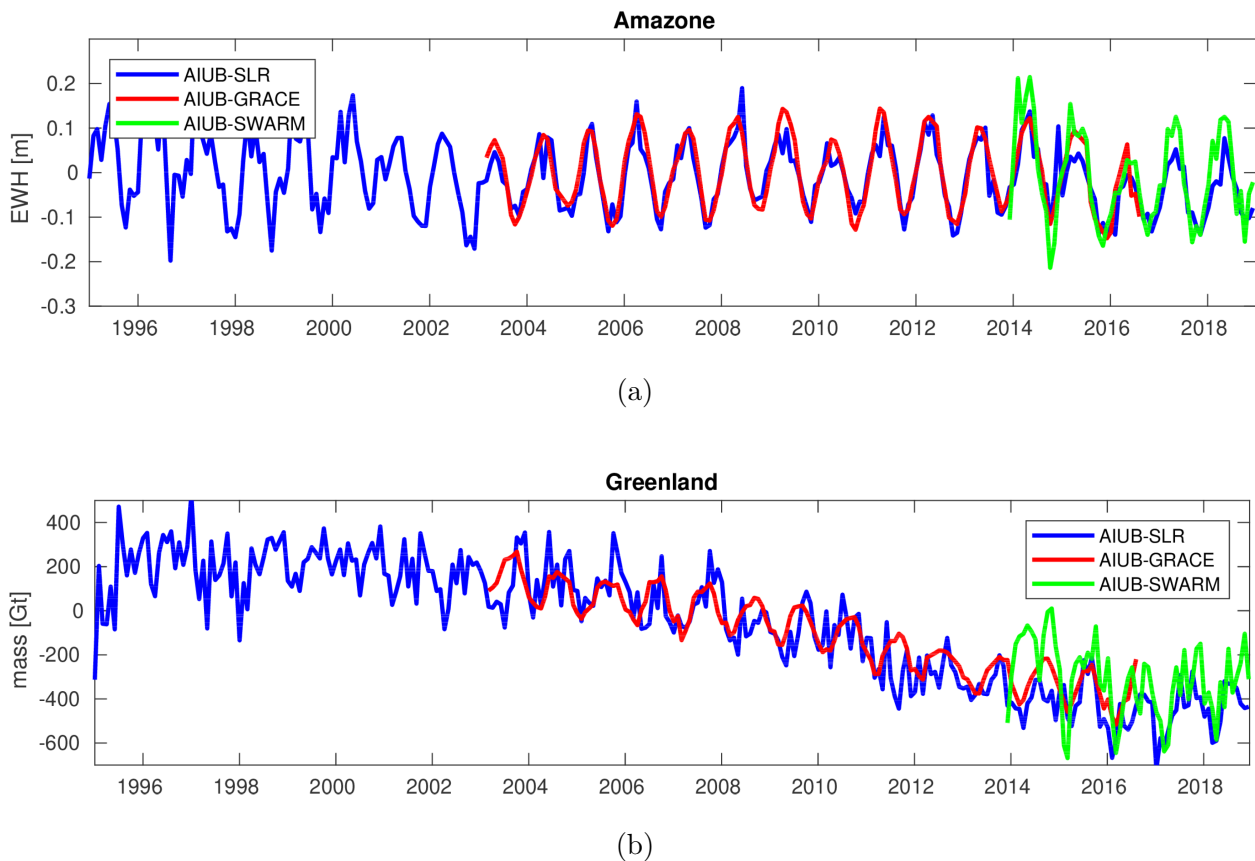 Amazone
AIUB-SLR
AIUB-GRACE
AIUB-SWARM
EWH [m]
0.2
0.1
0
-0.1
-0.2
-0.3
1996 1998 2000 2002 2004 2006 2008 2010 2012 2014 2016 2018
(a)
Greenland
AIUB-SLR
AIUB-GRACE
AIUB-SWARM
mass [Gt]
400
200
0
-200
-400
-600
1996 1998 2000 2002 2004 2006 2008 2010 2012 2014 2016 2018
(b)